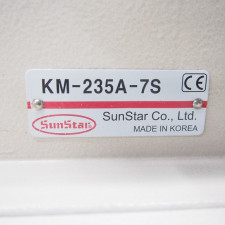 KM-235A-7S
CE
SunStar
SunStar Co., Ltd.
MADE IN KOREA